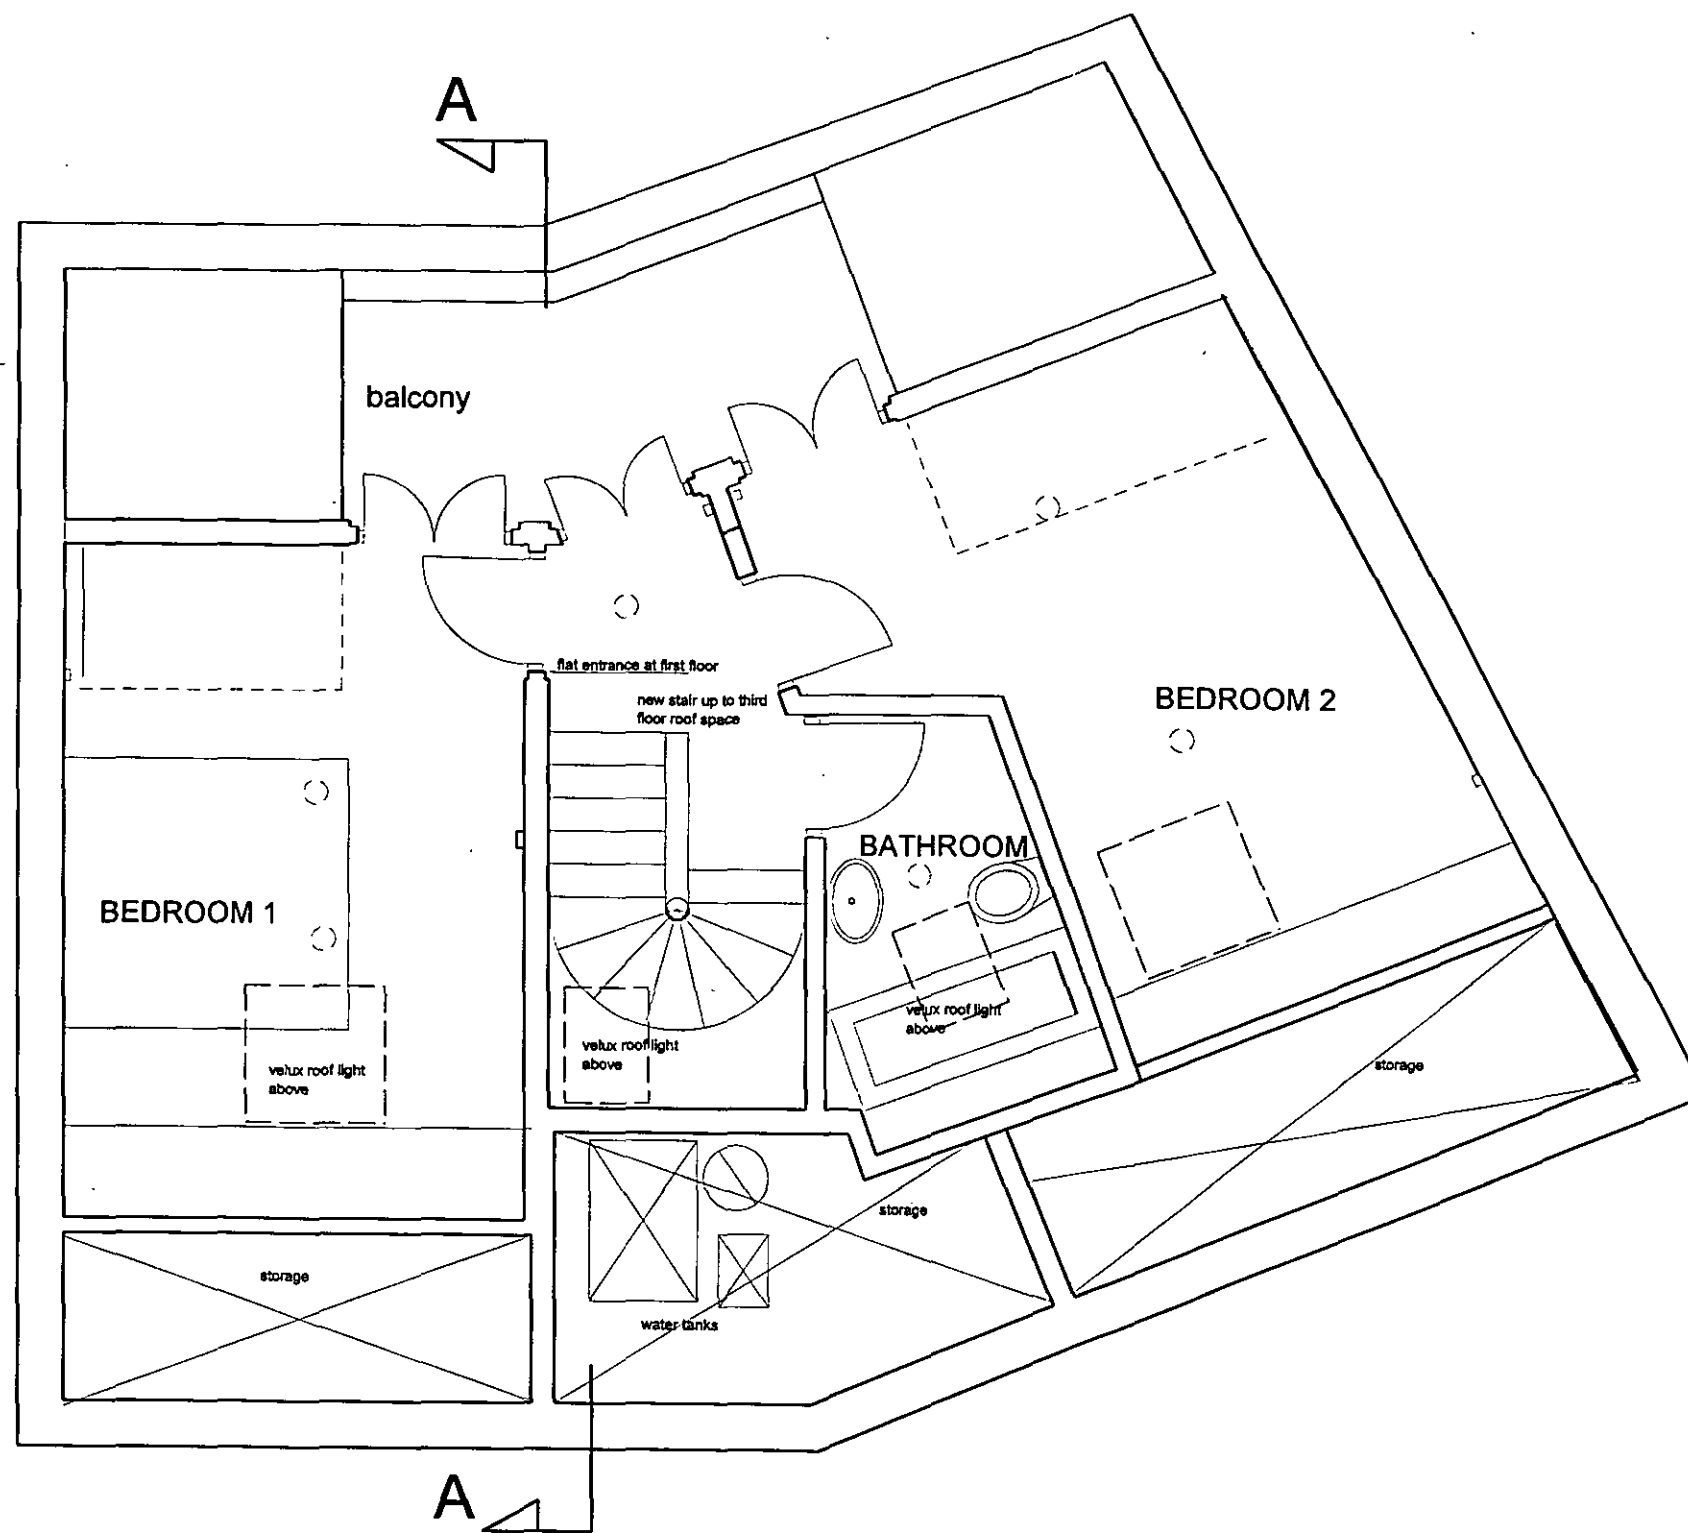 A
balcony
flat entrance at first floor
new stair up to third
floor roof space
BEDROOM 2
BATHROOM
BEDROOM 1
velux roof light
above
velux roof light
above
velux roof light
above
storage
storage
storage
water tanks
A